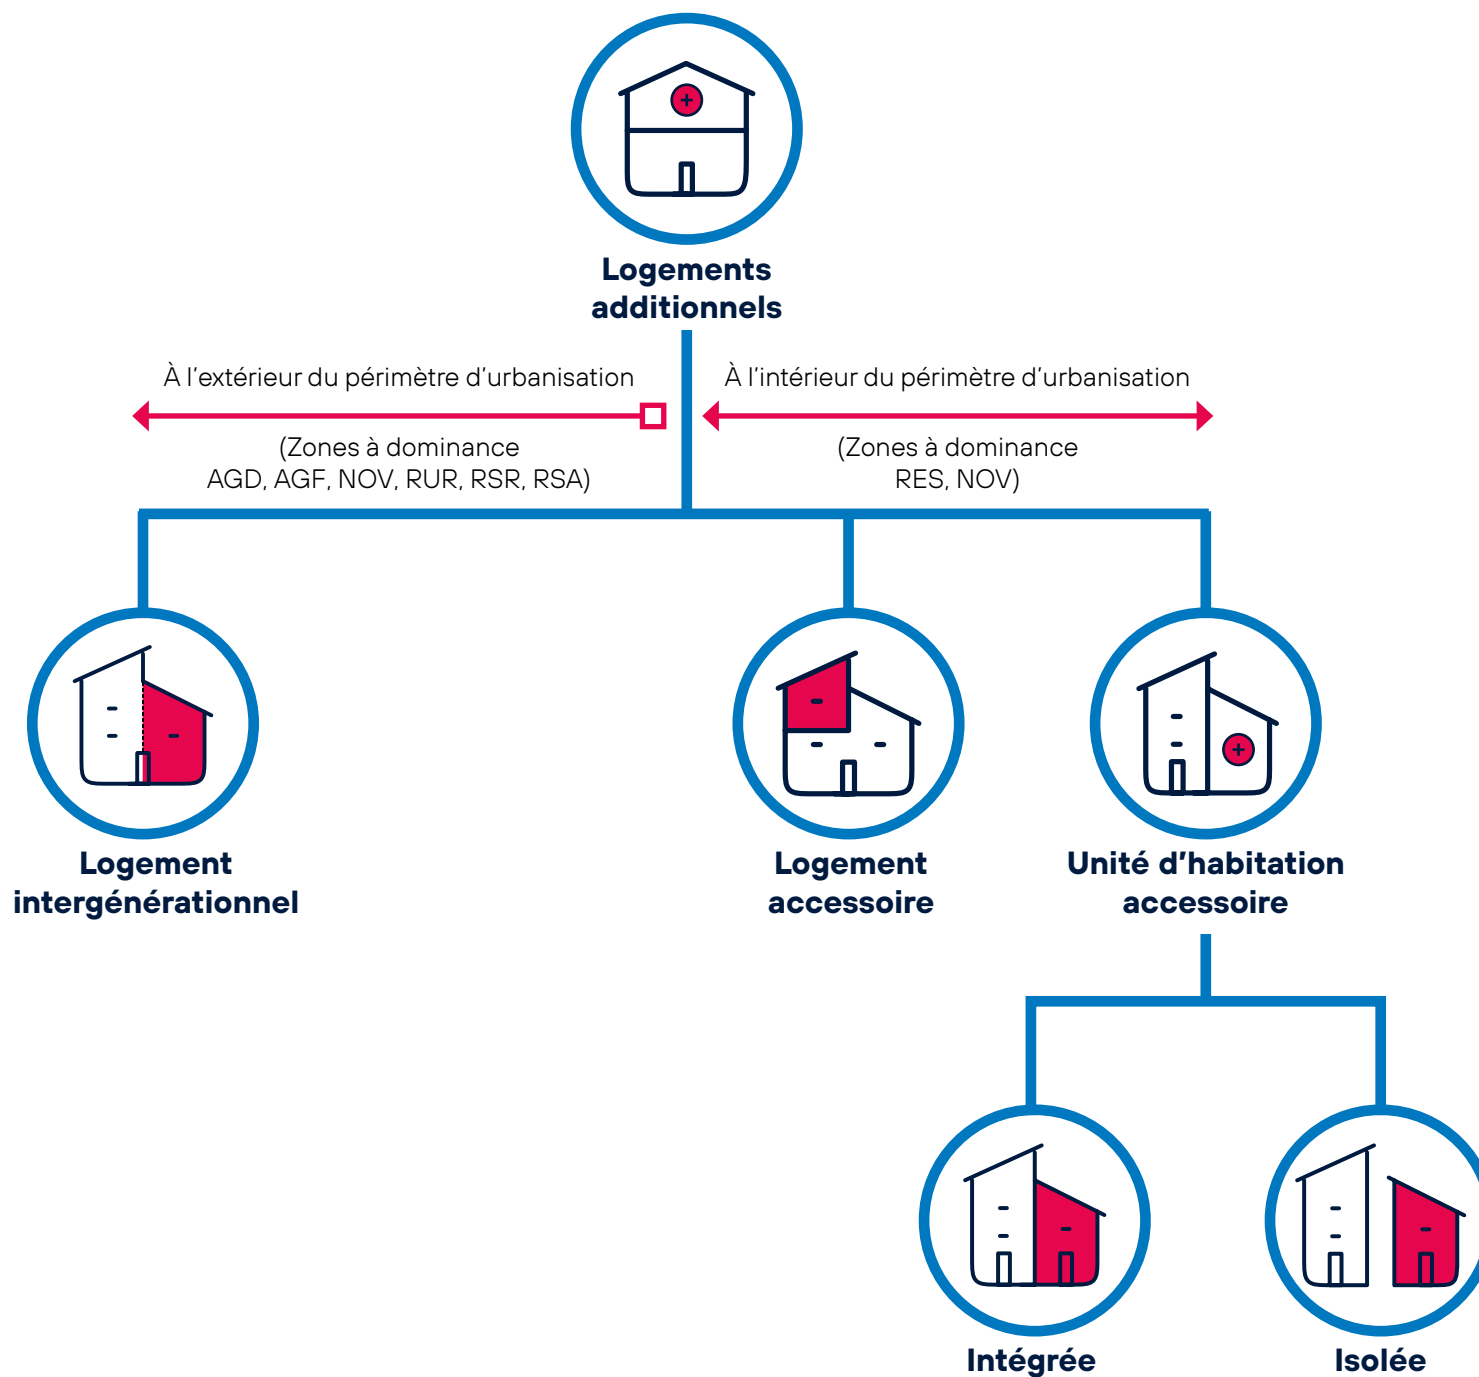 Logements
additionnels
À l'extérieur du périmètre d'urbanisation
(Zones à dominance
AGD, AGF, NOV, RUR, RSR, RSA)
À l'intérieur du périmètre d'urbanisation
(Zones à dominance
RES, NOV)
Logement
intergénérationnel
Logement
accessoire
Unité d'habitation
accessoire
Intégrée
Isolée